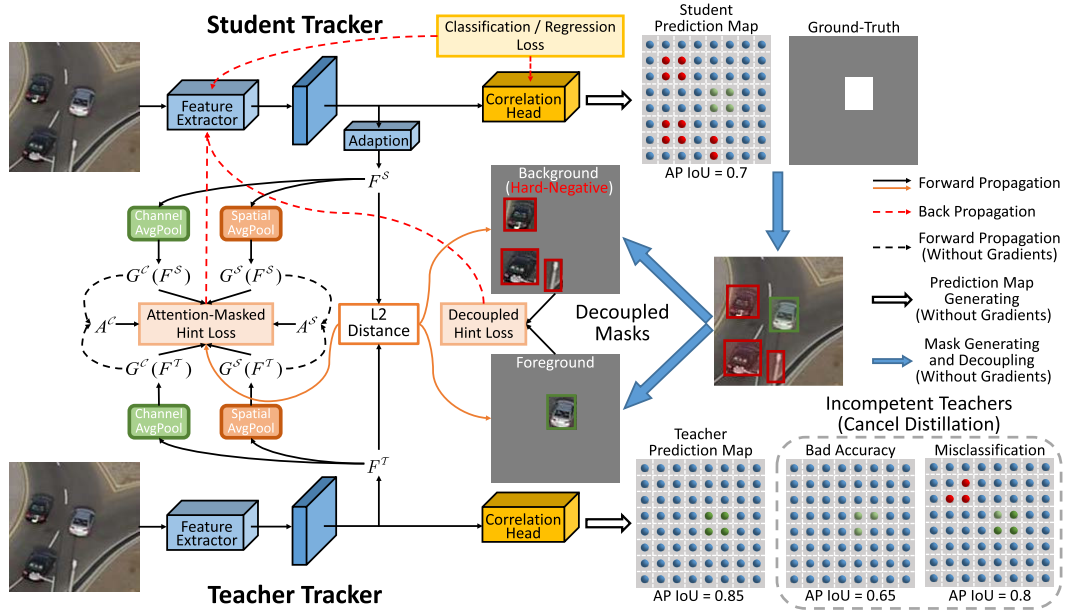 Student Tracker
Classification / Regression
Loss
Student
Prediction Map
Ground-Truth
Feature
Extractor
Correlation
Head
Adaption
AP IoU = 0.7
F^S
Background
(Hard-Negative)
Channel
AvgPool
Spatial
AvgPool
G^C(F^S)
G^S(F^S)
A^C
Attention-Masked
Hint Loss
A^S
L2
Distance
Decoupled
Hint Loss
Decoupled
Masks
G^C(F^T)
G^S(F^T)
Foreground
Channel
AvgPool
Spatial
AvgPool
F^T
Forward Propagation
Back Propagation
Forward Propagation
(Without Gradients)
Prediction Map
Generating
(Without Gradients)
Mask Generating
and Decoupling
(Without Gradients)
Incompetent Teachers
(Cancel Distillation)
Teacher
Prediction Map
Bad Accuracy
Misclassification
Feature
Extractor
Correlation
Head
AP IoU = 0.85
AP IoU = 0.65
AP IoU = 0.8
Teacher Tracker